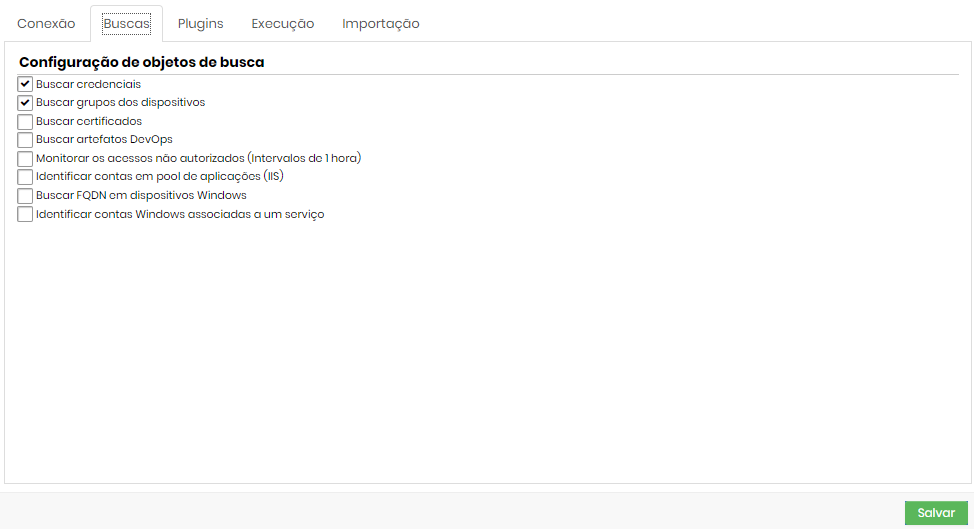 Conexão Buscas Plugins Execução Importação
Configuração de objetos de busca
Buscar credenciais
Buscar grupos dos dispositivos
Buscar certificados
Buscar artefatos DevOps
Monitorar os acessos não autorizados (Intervalos de 1 hora)
Identificar contas em pool de aplicações (IIS)
Buscar FQDN em dispositivos Windows
Identificar contas Windows associadas a um serviço
Salvar